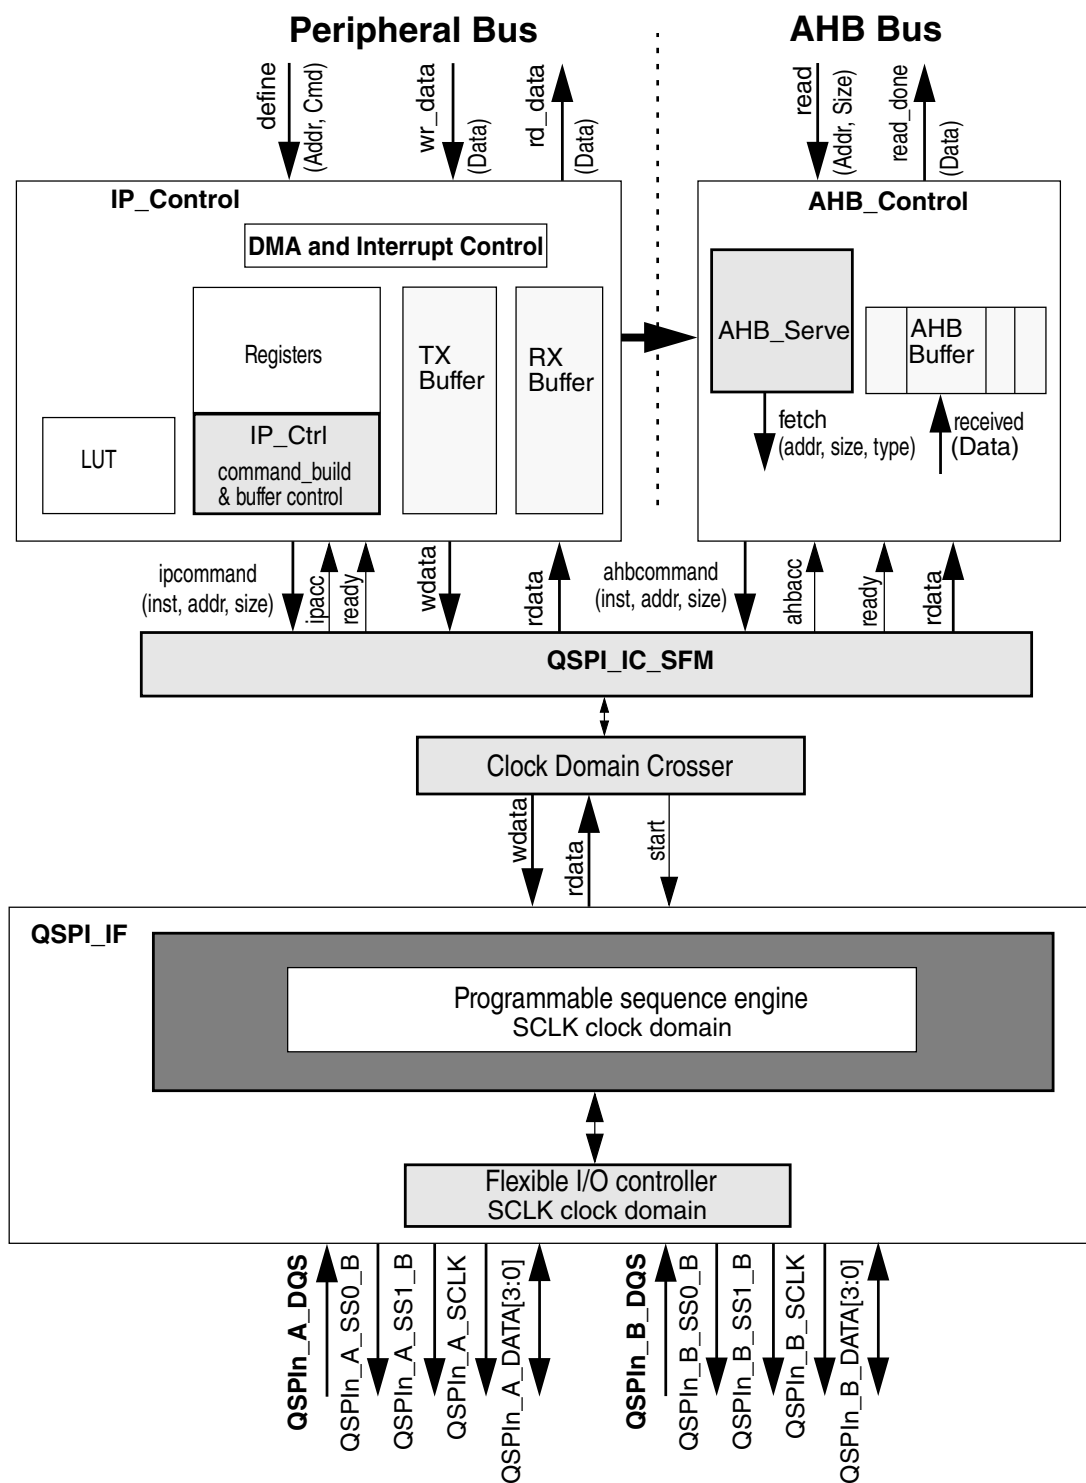 Peripheral Bus
AHB Bus
define
(Addr, Cmd)
wr_data
(Data)
rd_data
(Data)
read
(Addr, Size)
read_done
(Data)
IP_Control
AHB_Control
DMA and Interrupt Control
Registers
TX
Buffer
RX
Buffer
AHB_Serve
AHB
Buffer
LUT
IP_Ctrl
command_build
& buffer control
fetch
(addr, size, type)
received
(Data)
ipcommand
(inst, addr, size)
ipacc
ready
wdata
rdata
ahbcommand
(inst, addr, size)
ahbacc
ready
rdata
QSPI_IC_SFM
Clock Domain Crosser
wdata
rdata
start
QSPI_IF
Programmable sequence engine
SCLK clock domain
Flexible I/O controller
SCLK clock domain
QSPIn_A_DQS
QSPIn_A_SS0_B
QSPIn_A_SS1_B
QSPIn_A_SCLK
QSPIn_A_DATA[3:0]
QSPIn_B_DQS
QSPIn_B_SS0_B
QSPIn_B_SS1_B
QSPIn_B_SCLK
QSPIn_B_DATA[3:0]